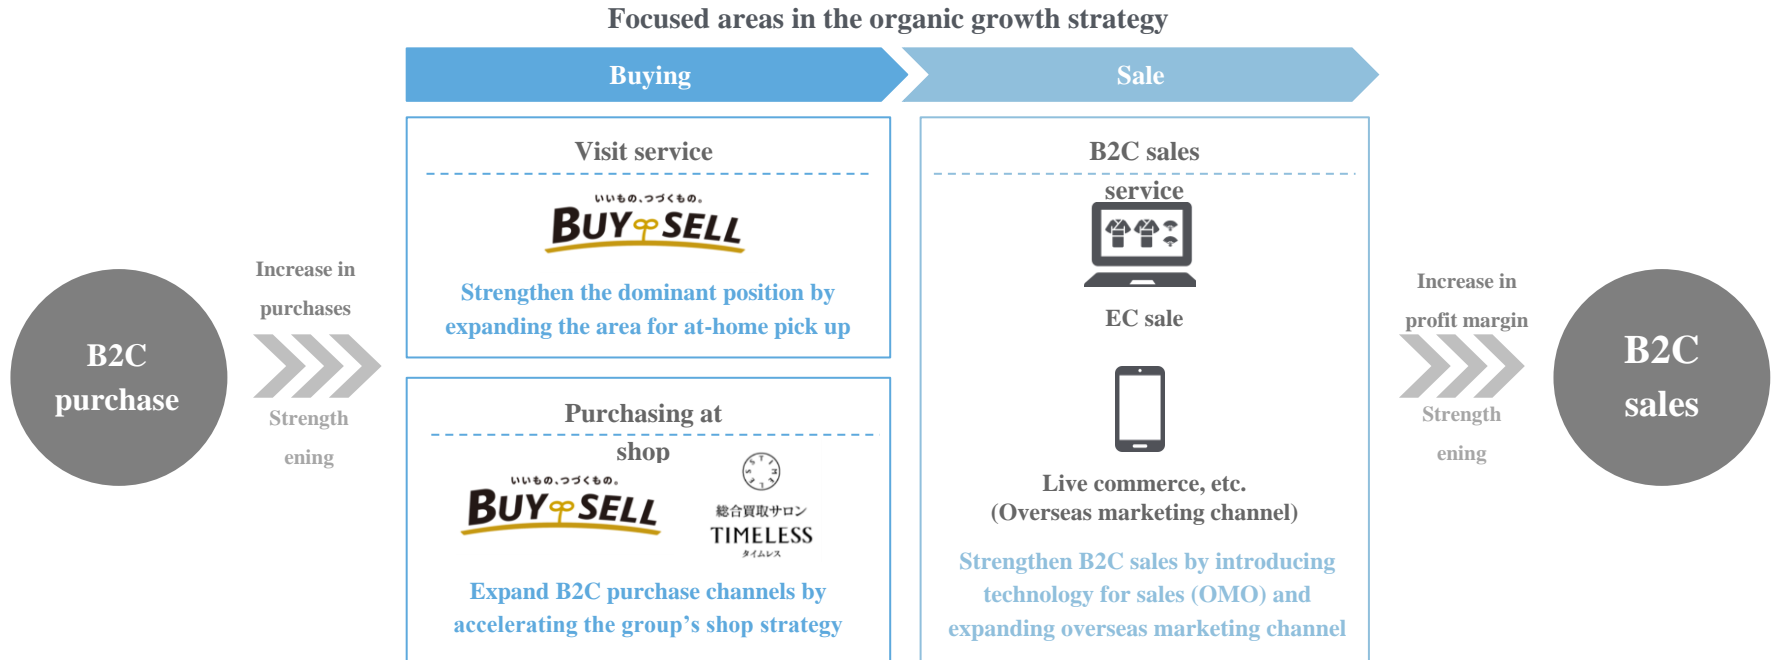 Focused areas in the organic growth strategy
Buying
Sale
B2C
purchase
Increase in
purchases
Strength
ening
Visit service
いいもの、つづくもの。
BUY SELL
Strengthen the dominant position by
expanding the area for at-home pick up
Purchasing at
shop
いいもの、つづくもの。
BUY SELL
TIMELESS
総合買取サロン
TIMELESS
タイムレス
Expand B2C purchase channels by
accelerating the group’s shop strategy
B2C sales
service
EC sale
Live commerce, etc.
(Overseas marketing channel)
Strengthen B2C sales by introducing
technology for sales (OMO) and
expanding overseas marketing channel
Increase in
profit margin
Strength
ening
B2C
sales